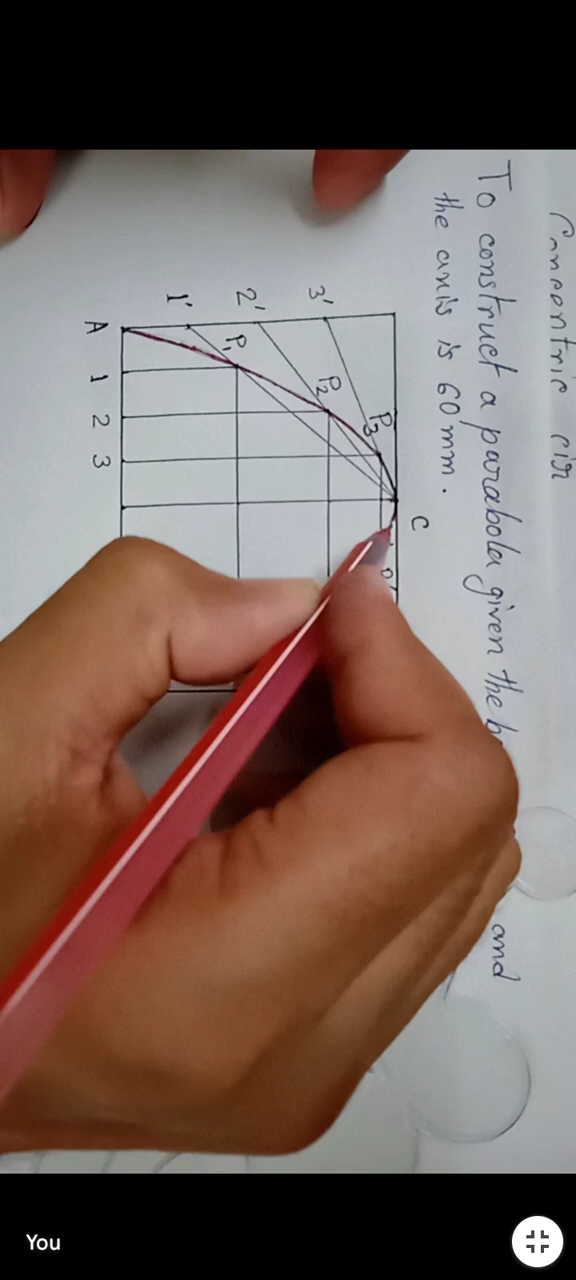 Concentric
To construct a parabola given the and
the axis is 60 mm.
C
3'
P3
2'
P2
1'
P1
A 1 2 3
You